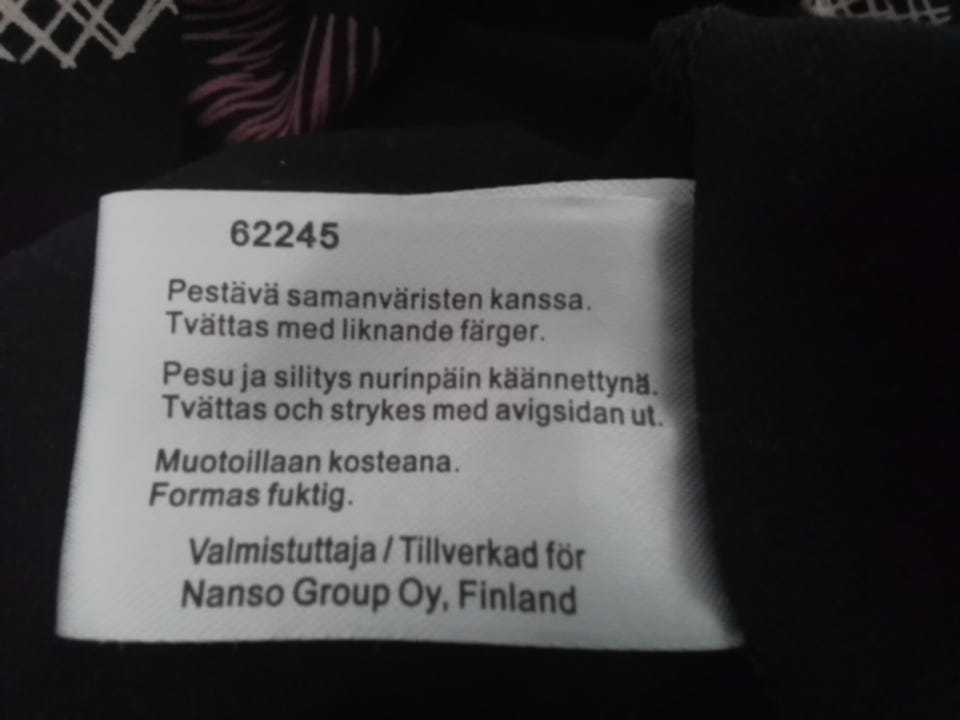 62245
Pestävä samanväristen kanssa.
Tvättas med liknande färger.
Pesu ja silitys nurinpäin käännettynä.
Tvättas och strykes med avigsidan ut.
Muotoillaan kosteana.
Formas fuktig.
Valmistuttaja / Tillverkad för
Nanso Group Oy, Finland